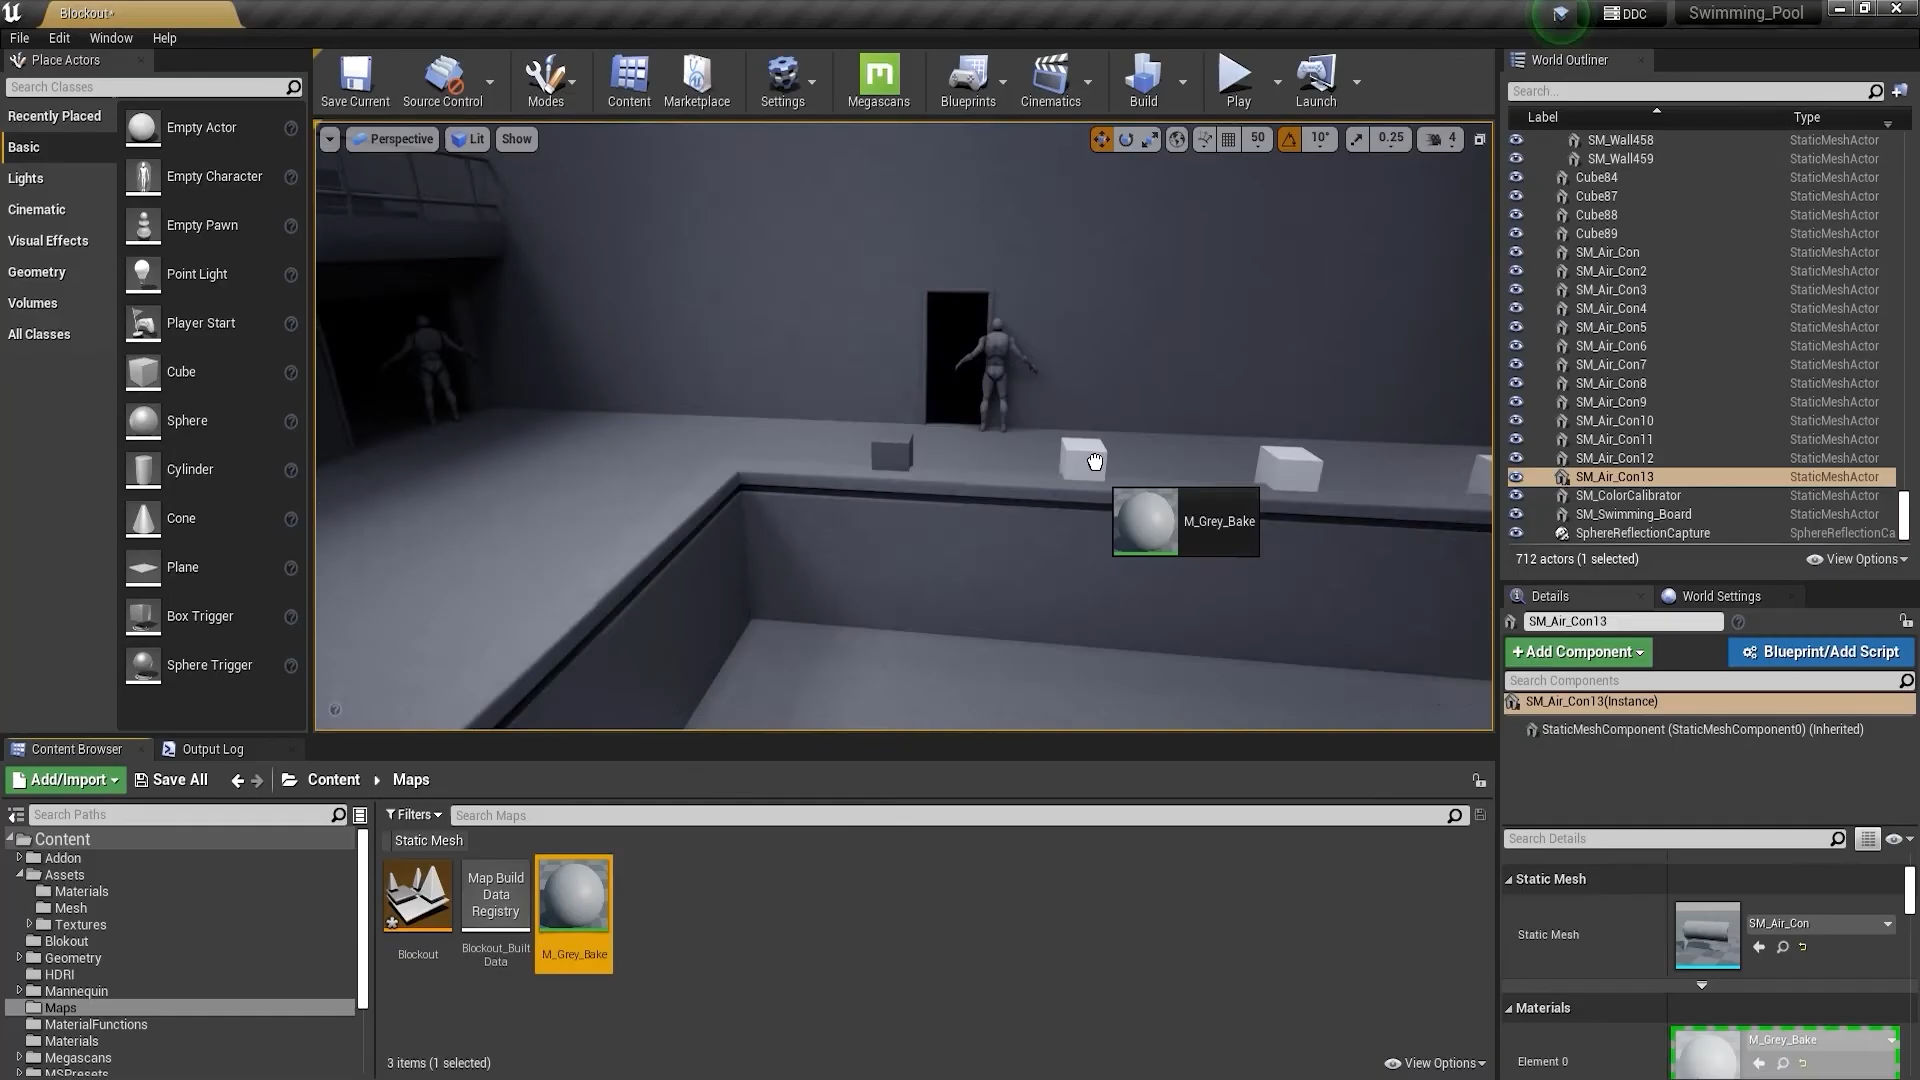 Blockout*
DDC
Swimming_Pool
File Edit Window Help
Place Actors
Search Classes
Recently Placed
Basic
Lights
Cinematic
Visual Effects
Geometry
Volumes
All Classes
Empty Actor
Empty Character
Empty Pawn
Point Light
Player Start
Cube
Sphere
Cylinder
Cone
Plane
Box Trigger
Sphere Trigger
Save Current Source Control Modes Content Marketplace Settings Megascans Blueprints Cinematics Build Play Launch
Perspective Lit Show
50 10° 0.25 4
M_Grey_Bake
World Outliner
Search...
Label Type
SM_Wall458 StaticMeshActor
SM_Wall459 StaticMeshActor
Cube84 StaticMeshActor
Cube87 StaticMeshActor
Cube88 StaticMeshActor
Cube89 StaticMeshActor
SM_Air_Con StaticMeshActor
SM_Air_Con2 StaticMeshActor
SM_Air_Con3 StaticMeshActor
SM_Air_Con4 StaticMeshActor
SM_Air_Con5 StaticMeshActor
SM_Air_Con6 StaticMeshActor
SM_Air_Con7 StaticMeshActor
SM_Air_Con8 StaticMeshActor
SM_Air_Con9 StaticMeshActor
SM_Air_Con10 StaticMeshActor
SM_Air_Con11 StaticMeshActor
SM_Air_Con12 StaticMeshActor
SM_Air_Con13 StaticMeshActor
SM_ColorCalibrator StaticMeshActor
SM_Swimming_Board StaticMeshActor
SphereReflectionCapture SphereReflectionCa
712 actors (1 selected) View Options
Details World Settings
SM_Air_Con13
+Add Component Blueprint/Add Script
Search Components
SM_Air_Con13(Instance)
StaticMeshComponent (StaticMeshComponent0) (Inherited)
Search Details
Static Mesh
Static Mesh SM_Air_Con
Materials
Element 0 M_Grey_Bake
Content Browser Output Log
Add/Import Save All Content Maps
Search Paths
Content
Addon
Assets
Materials
Mesh
Textures
Blokout
Geometry
HDRI
Mannequin
Maps
MaterialFunctions
Materials
Megascans
MSPresets
Filters Search Maps
Static Mesh
Map Build
Data
Registry
Blockout
Blockout_Built
Data
M_Grey_Bake
3 items (1 selected) View Options